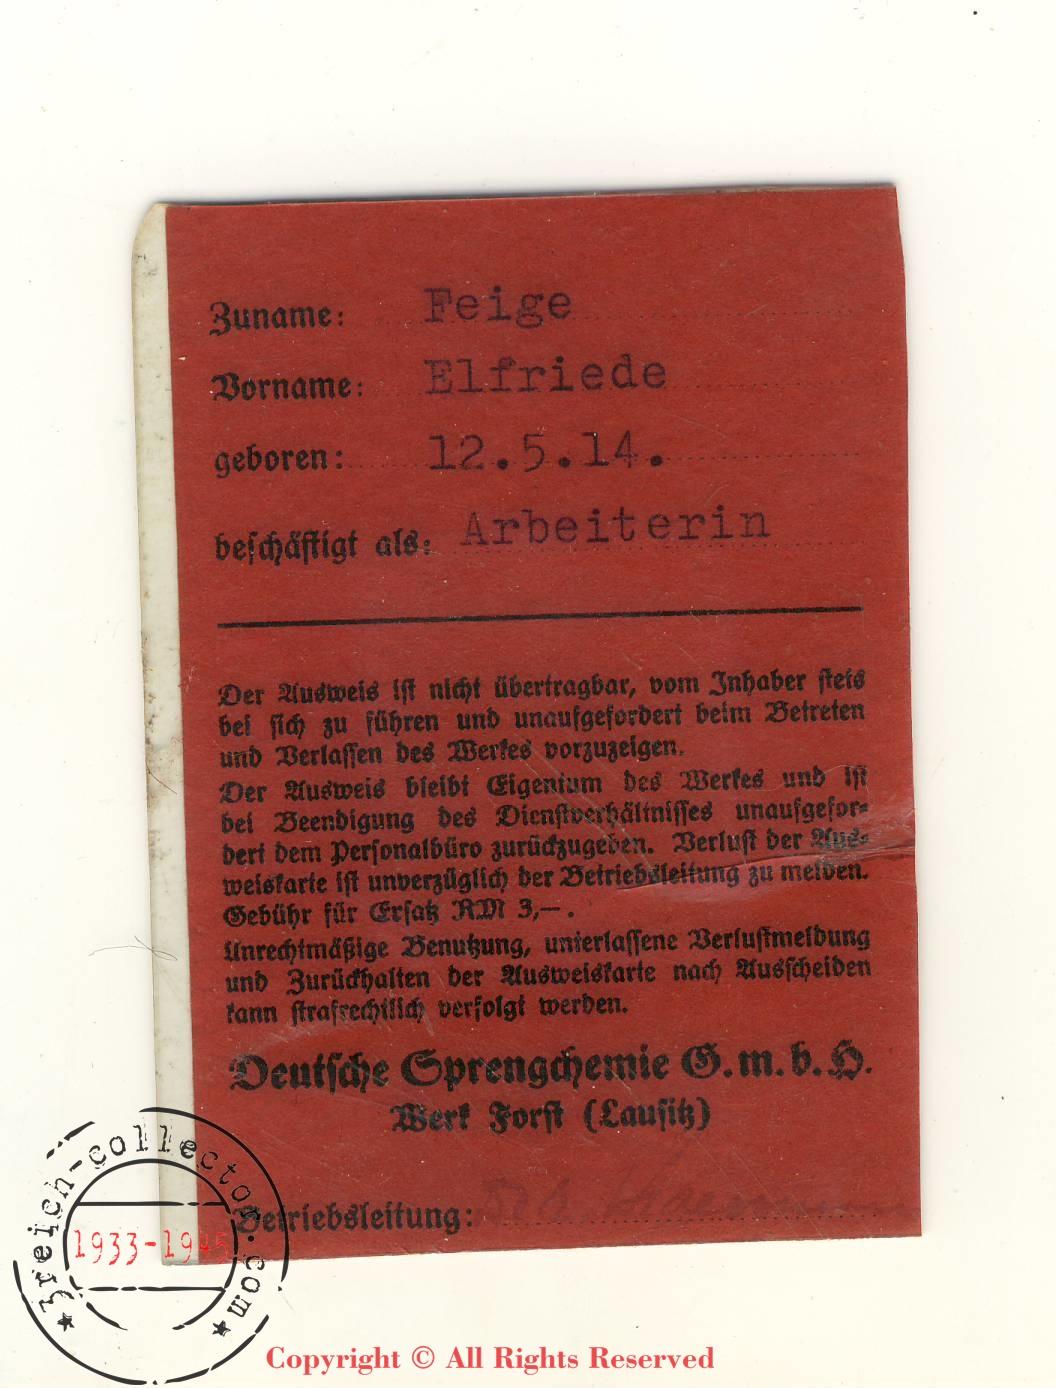 Zuname: Feige
Vorname: Elfriede
geboren: 12.5.14.
beschäftigt als: Arbeiterin
Der Ausweis ist nicht übertragbar, vom Inhaber stets
bei sich zu führen und unaufgefordert beim Betreten
und Verlassen des Werkes vorzuzeigen.
Der Ausweis bleibt Eigentum des Werkes und ist
bei Beendigung des Dienstverhältnisses unaufgefor-
dert dem Personalbüro zurückzugeben. Verlust der Aus-
weiskarte ist unverzüglich der Betriebsleitung zu melden.
Gebühr für Ersatz RM 3,—.
Unrechtmäßige Benutzung, unterlassene Verlustmeldung
und Zurückhalten der Ausweiskarte nach Ausscheiden
kann strafrechtlich verfolgt werden.
Deutsche Sprengchemie G.m.b.H.
Werk Forst (Lausitz)
Betriebsleitung:
3reich-collector.com
1933-1945
Copyright © All Rights Reserved